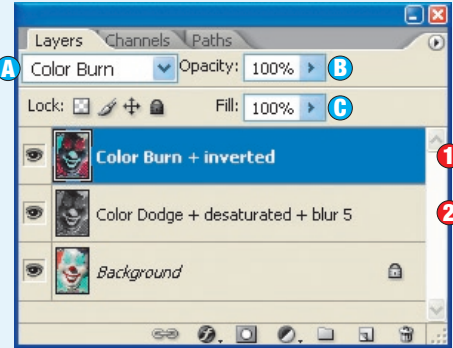 Layers Channels Paths
A Color Burn Opacity: 100% B
Lock: Fill: 100% C
Color Burn + inverted 1
Color Dodge + desaturated + blur 5 2
Background